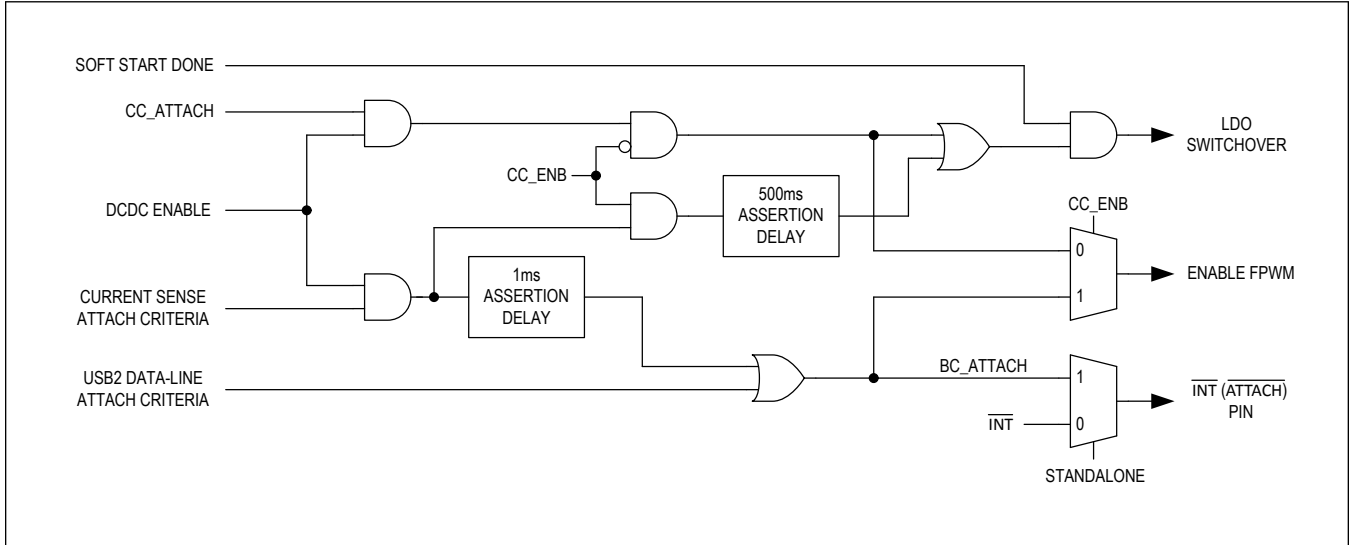 SOFT START DONE
CC_ATTACH
DCDC ENABLE
CURRENT SENSE
ATTACH CRITERIA
USB2 DATA-LINE
ATTACH CRITERIA
CC_ENB
1ms
ASSERTION
DELAY
500ms
ASSERTION
DELAY
LDO
SWITCHOVER
CC_ENB
0
1
ENABLE FPWM
BC_ATTACH
INT
1
0
STANDALONE
INT (ATTACH)
PIN